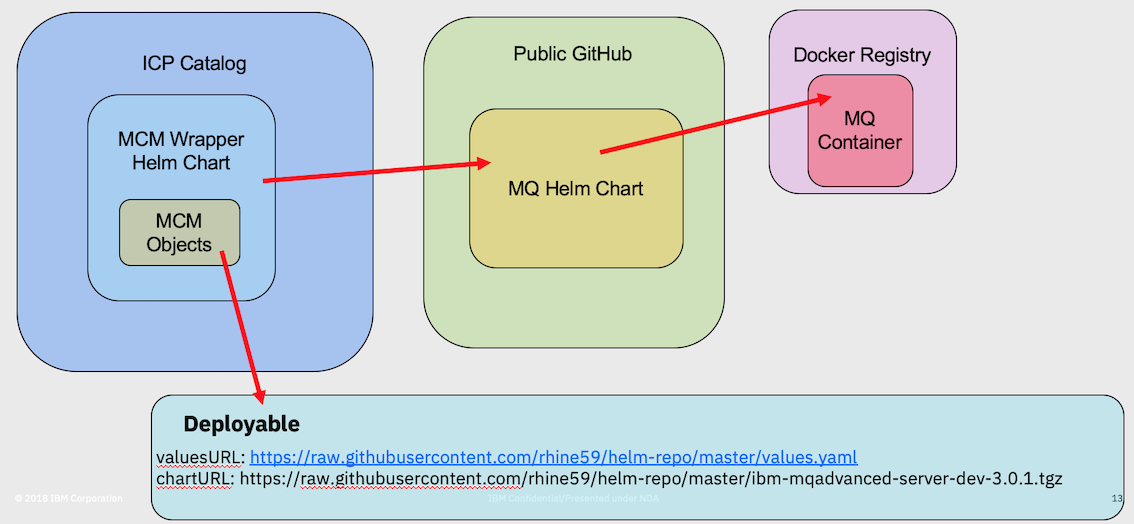 ICP Catalog
MCM Wrapper
Helm Chart
MCM
Objects
Public GitHub
MQ Helm Chart
Docker Registry
MQ
Container
Deployable
valuesURL: https://raw.githubusercontent.com/rhine59/helm-repo/master/values.yaml
chartURL: https://raw.githubusercontent.com/rhine59/helm-repo/master/ibm-mqadvanced-server-dev-3.0.1.tgz
© 2018 IBM Corporation
IBM Confidential/Presented under NDA
13